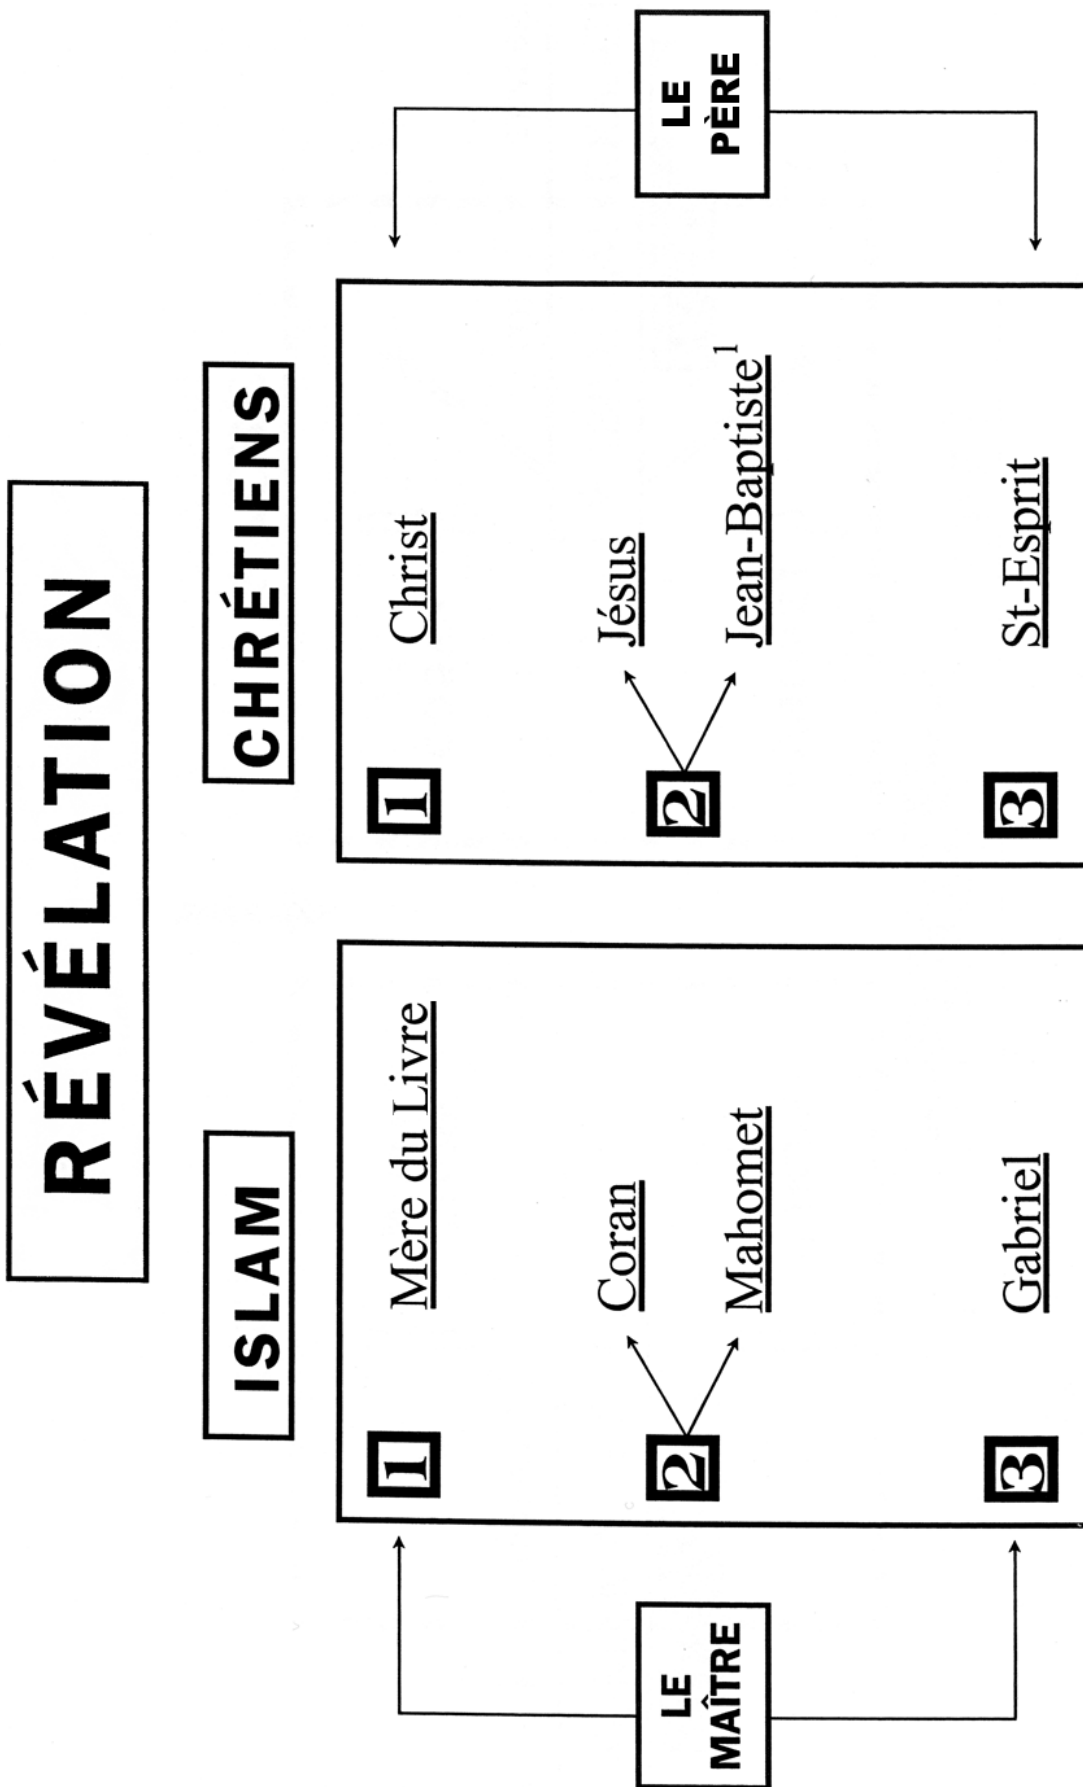 RÉVÉLATION
ISLAM
CHRÉTIENS
LE
MAÎTRE
1
Mère du Livre
2
Coran
Mahomet
3
Gabriel
1
Christ
2
Jésus
Jean-Baptiste¹
3
St-Esprit
LE
PÈRE